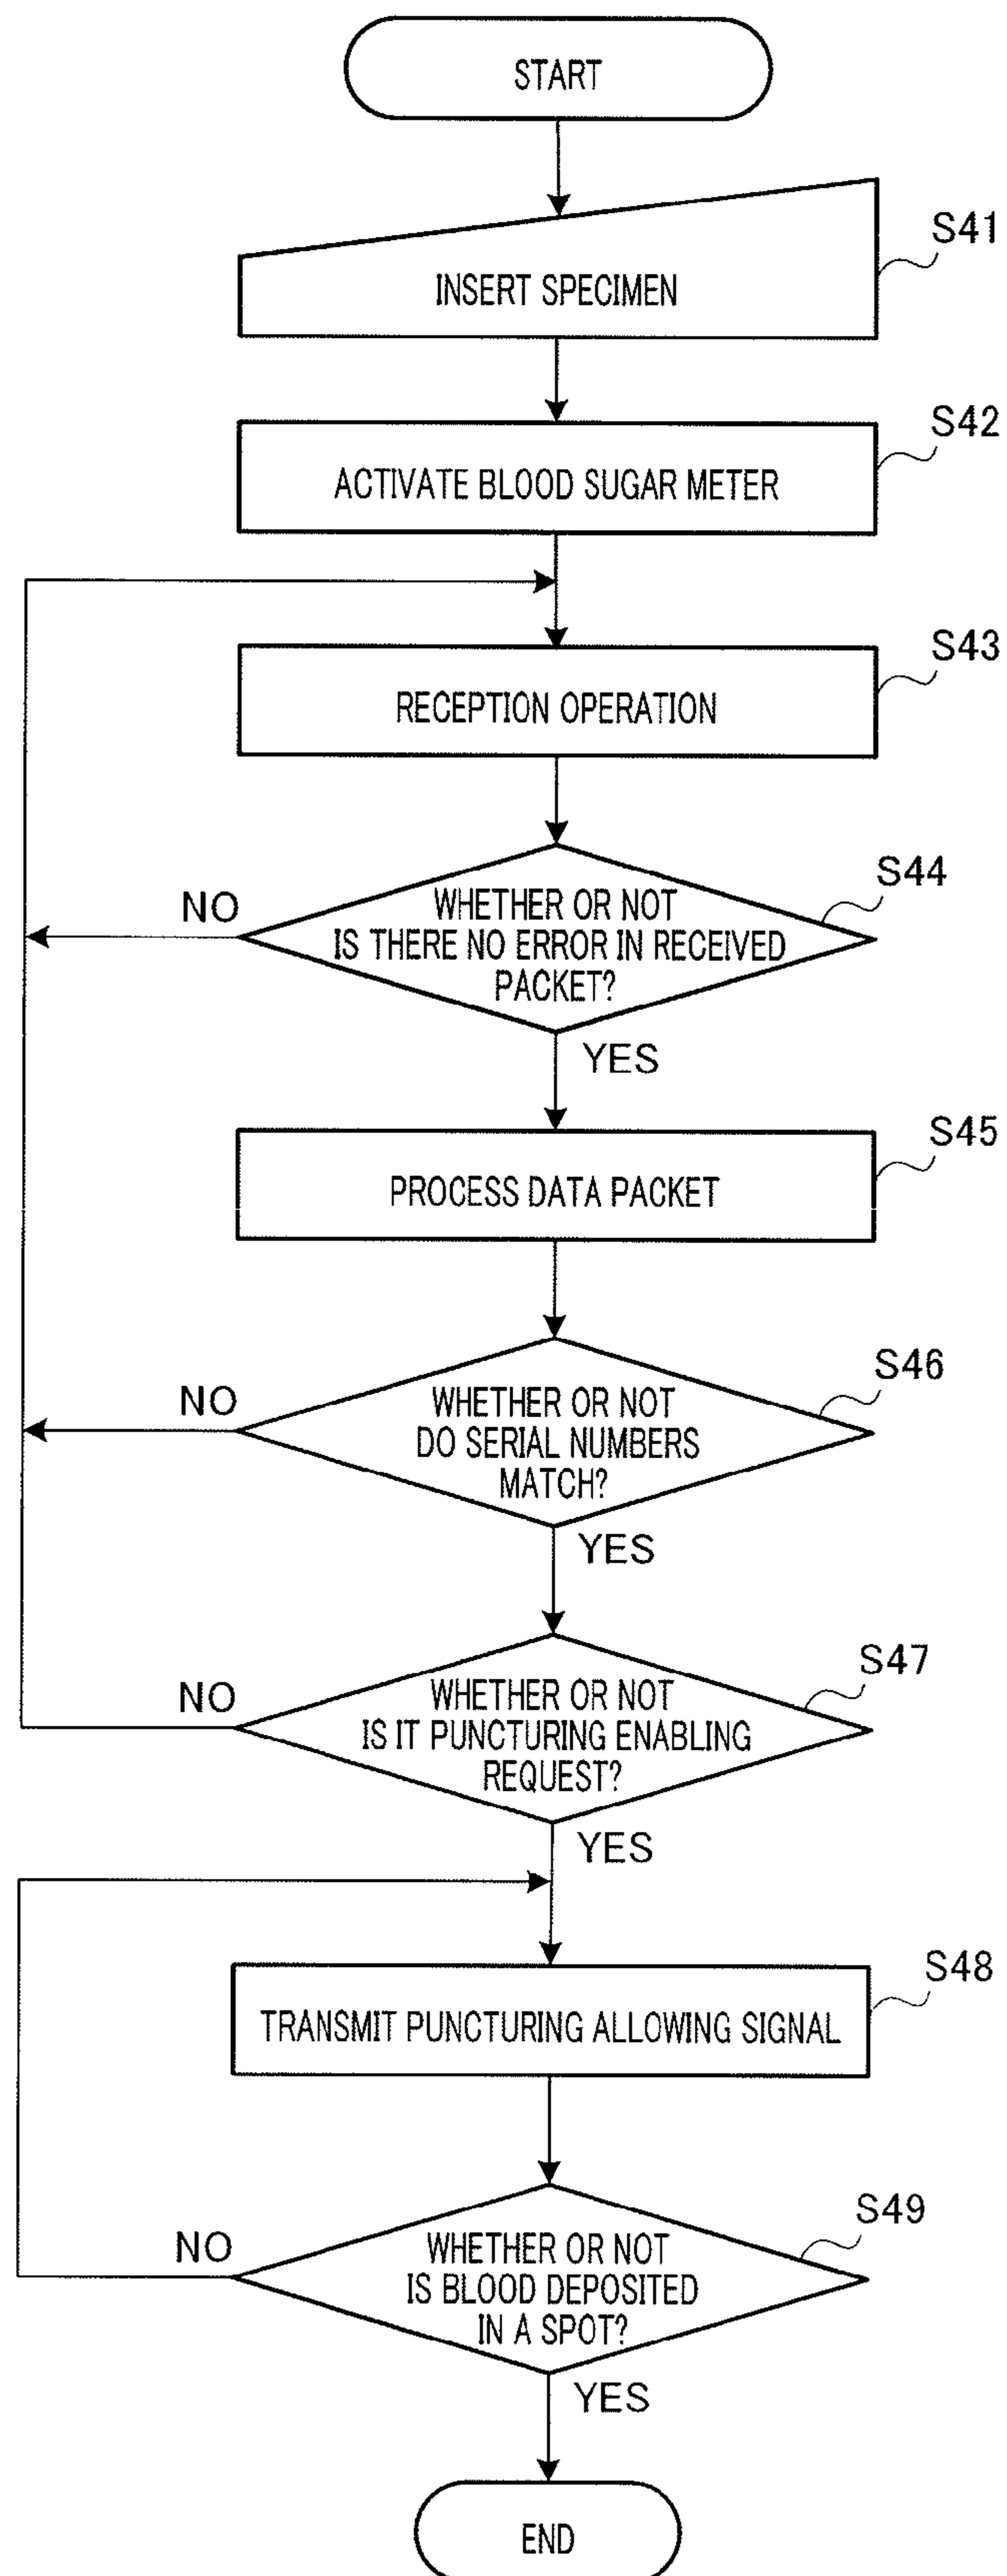 START
S41
INSERT SPECIMEN
S42
ACTIVATE BLOOD SUGAR METER
S43
RECEPTION OPERATION
S44
NO
WHETHER OR NOT
IS THERE NO ERROR IN RECEIVED
PACKET?
YES
S45
PROCESS DATA PACKET
S46
NO
WHETHER OR NOT
DO SERIAL NUMBERS
MATCH?
YES
S47
NO
WHETHER OR NOT
IS IT PUNCTURING ENABLING
REQUEST?
YES
S48
TRANSMIT PUNCTURING ALLOWING SIGNAL
S49
NO
WHETHER OR NOT
IS BLOOD DEPOSITED
IN A SPOT?
YES
END